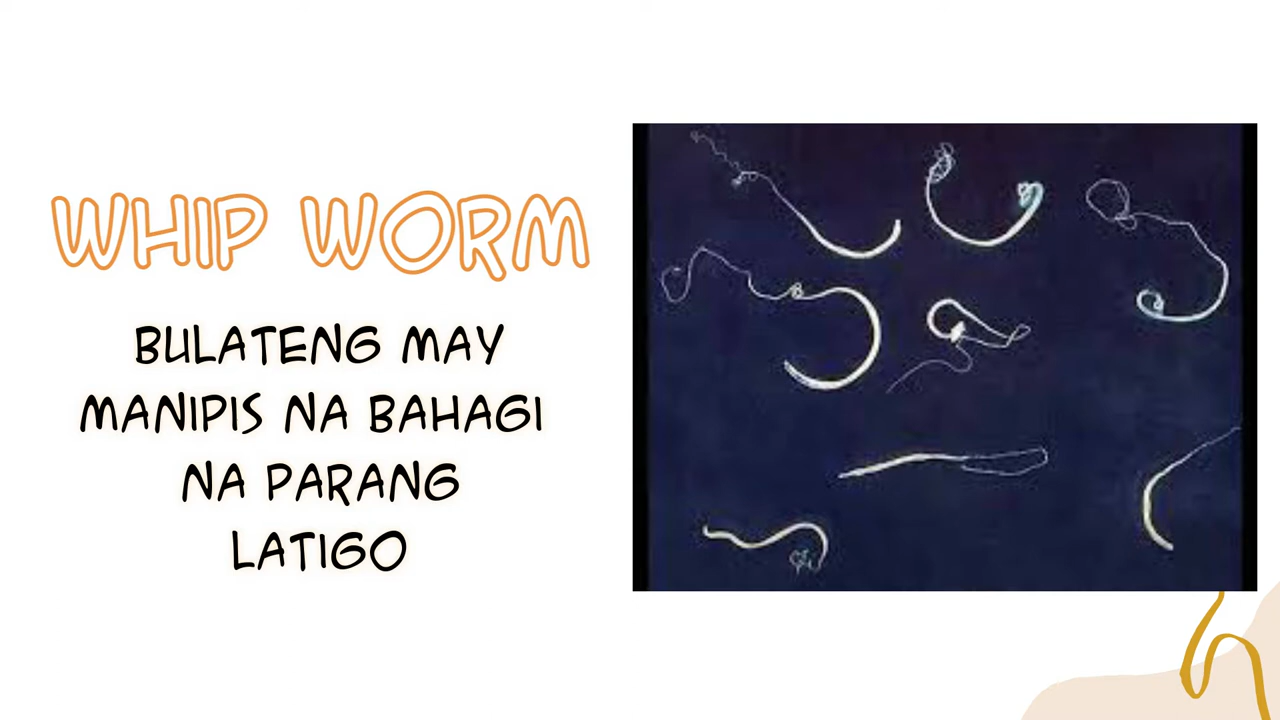 WHIP WORM
BULATENG MAY
MANIPIS NA BAHAGI
NA PARANG
LATIGO